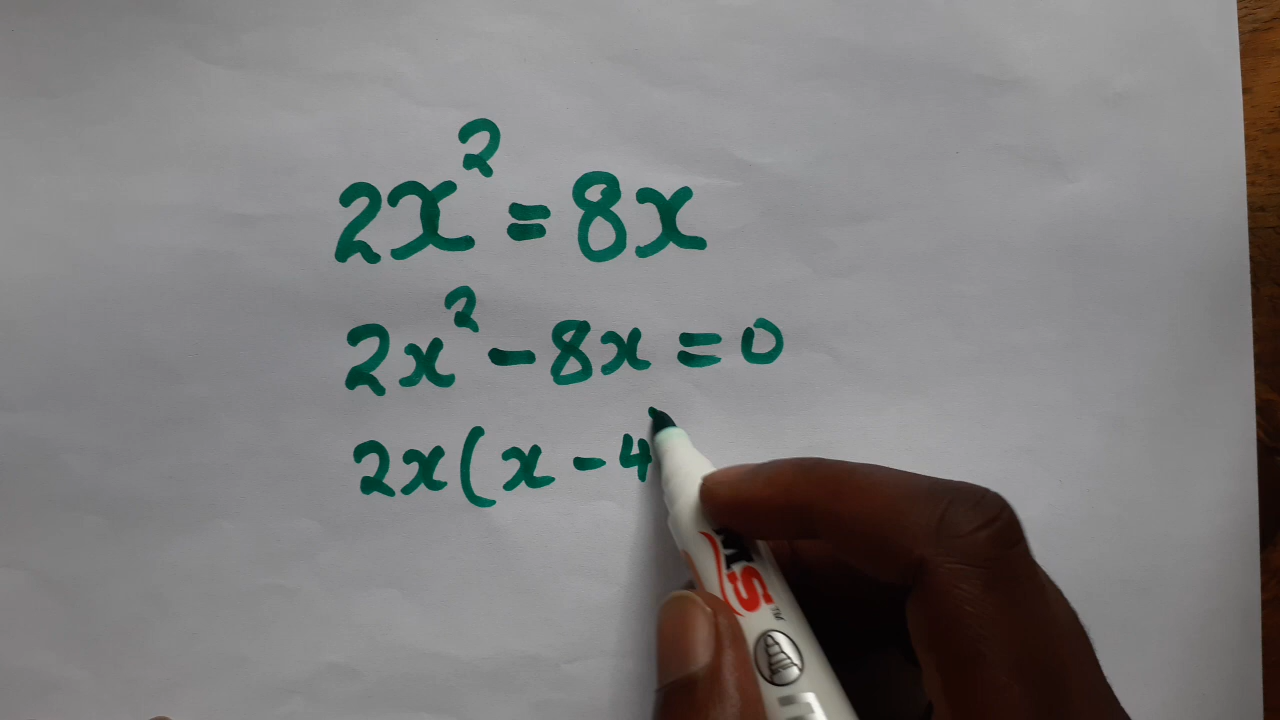 2x² = 8x
2x² - 8x = 0
2x(x - 4